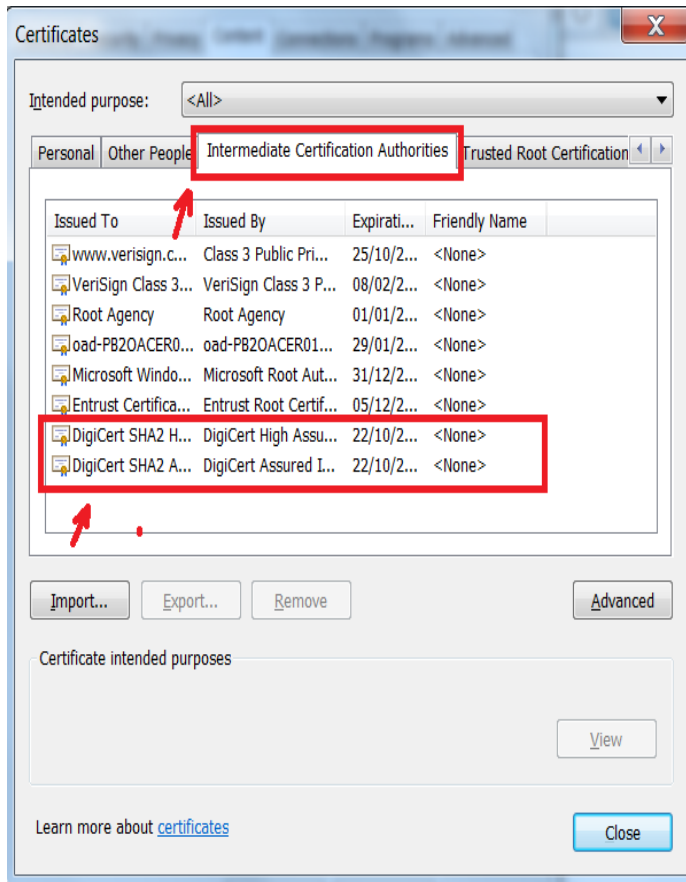 Certificates
Intended purpose: <All>
Personal Other People Intermediate Certification Authorities Trusted Root Certification
Issued To Issued By Expirati... Friendly Name
www.verisign.c... Class 3 Public Pri... 25/10/2... <None>
VeriSign Class 3... VeriSign Class 3 P... 08/02/2... <None>
Root Agency Root Agency 01/01/2... <None>
oad-PB2OACER0... oad-PB2OACER01... 29/01/2... <None>
Microsoft Windo... Microsoft Root Aut... 31/12/2... <None>
Entrust Certifica... Entrust Root Certif... 05/12/2... <None>
DigiCert SHA2 H... DigiCert High Assu... 22/10/2... <None>
DigiCert SHA2 A... DigiCert Assured I... 22/10/2... <None>
Import... Export... Remove Advanced
Certificate intended purposes
View
Learn more about certificates
Close